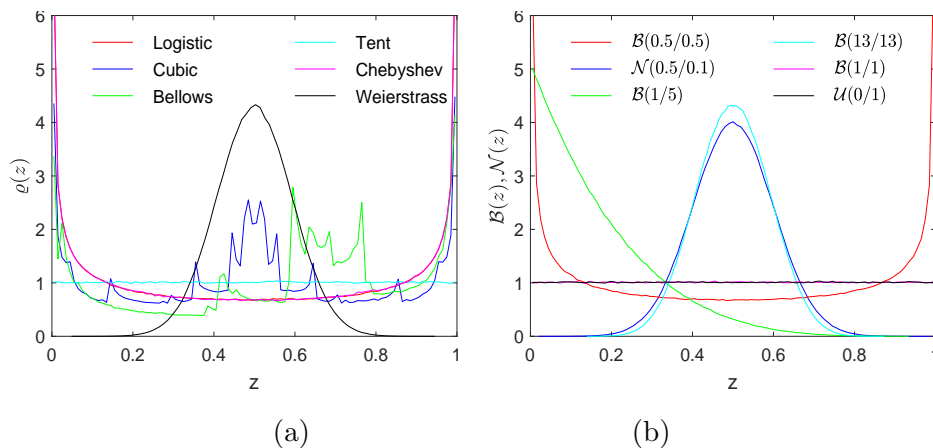 6
5
4
3
2
1
0
ϱ(z)
Logistic
Cubic
Bellows
Tent
Chebyshev
Weierstrass
0 0.2 0.4 0.6 0.8 1
z
(a)
6
5
4
3
2
1
0
ℬ(z), 𝒩(z)
ℬ(0.5/0.5)
𝒩(0.5/0.1)
ℬ(1/5)
ℬ(13/13)
ℬ(1/1)
𝒰(0/1)
0 0.2 0.4 0.6 0.8 1
z
(b)